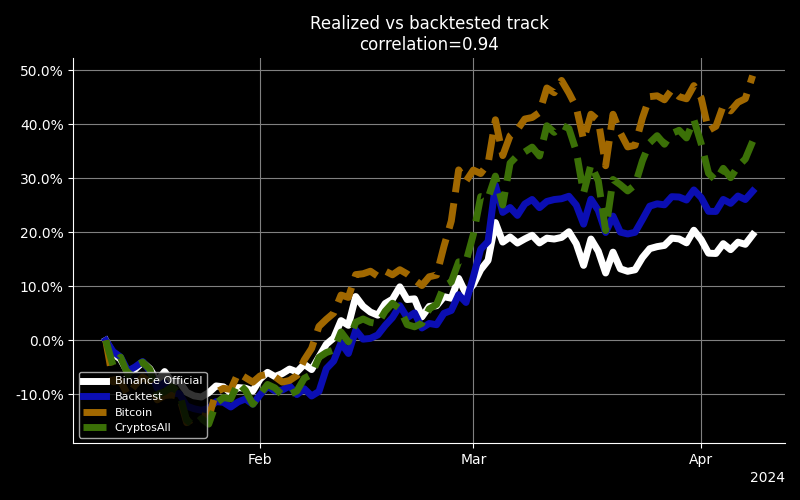 Realized vs backtested track
correlation=0.94
50.0%
40.0%
30.0%
20.0%
10.0%
0.0%
-10.0%
Binance Official
Backtest
Bitcoin
CryptosAll
Feb
Mar
Apr
2024